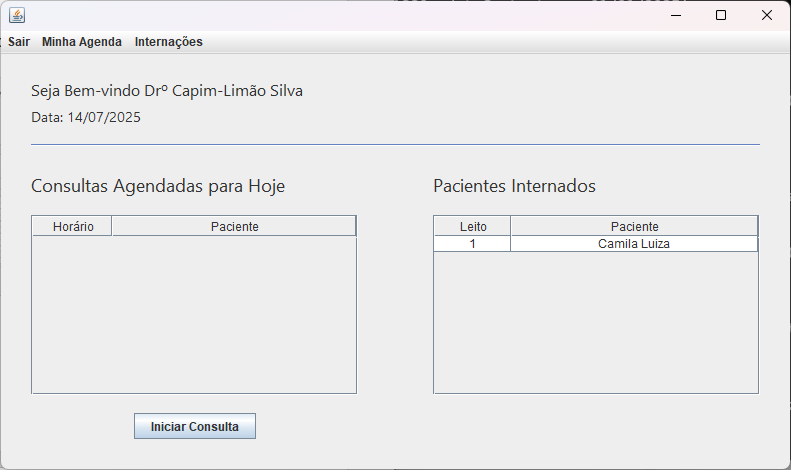 Sair Minha Agenda Internações
Seja Bem-vindo Drº Capim-Limão Silva
Data: 14/07/2025
Consultas Agendadas para Hoje
Horário Paciente
Iniciar Consulta
Pacientes Internados
Leito Paciente
1 Camila Luiza